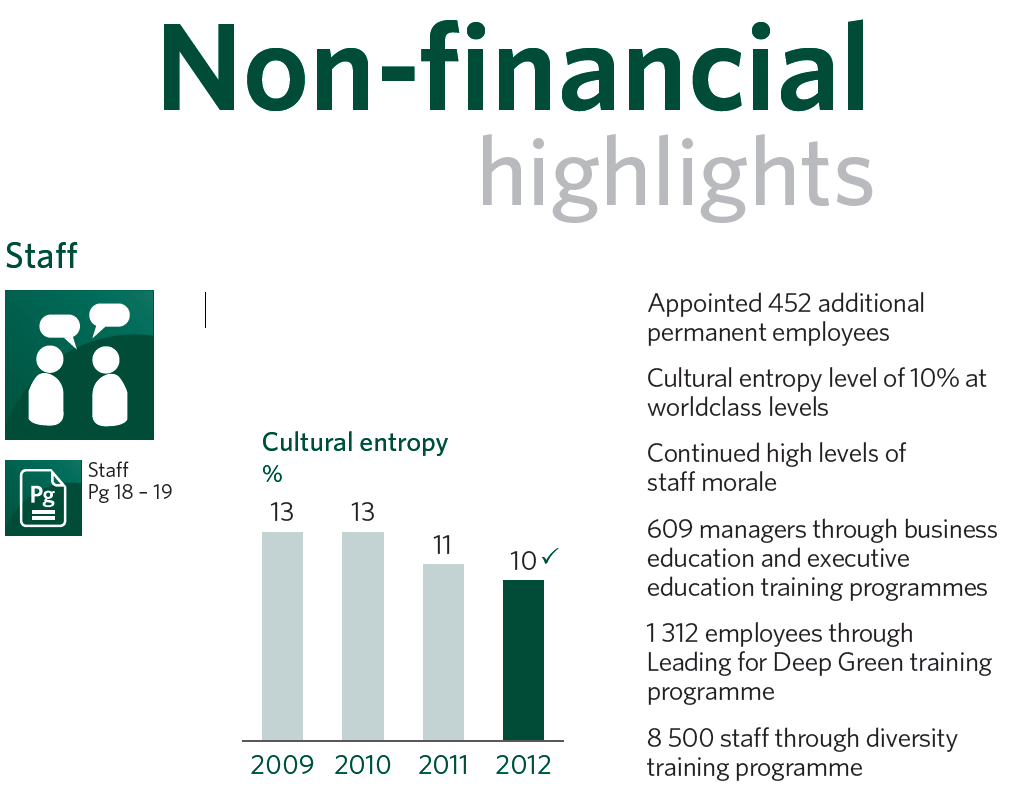 Non-financial
highlights
Staff
Pg
Staff
Pg 18 – 19
Cultural entropy
%
13
13
11
10✓
2009
2010
2011
2012
Appointed 452 additional
permanent employees
Cultural entropy level of 10% at
worldclass levels
Continued high levels of
staff morale
609 managers through business
education and executive
education training programmes
1 312 employees through
Leading for Deep Green training
programme
8 500 staff through diversity
training programme